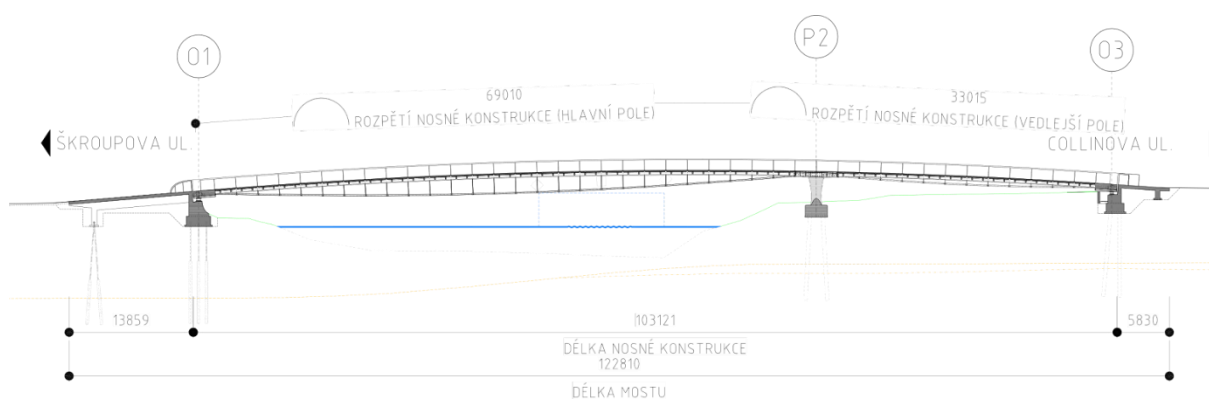 O1
P2
O3
69010
ROZPĚTÍ NOSNÉ KONSTRUKCE (HLAVNÍ POLE)
33015
ROZPĚTÍ NOSNÉ KONSTRUKCE (VEDLEJŠÍ POLE)
ŠKROUPOVA UL.
COLLINOVA UL.
13859
103121
5830
DÉLKA NOSNÉ KONSTRUKCE
122810
DÉLKA MOSTU